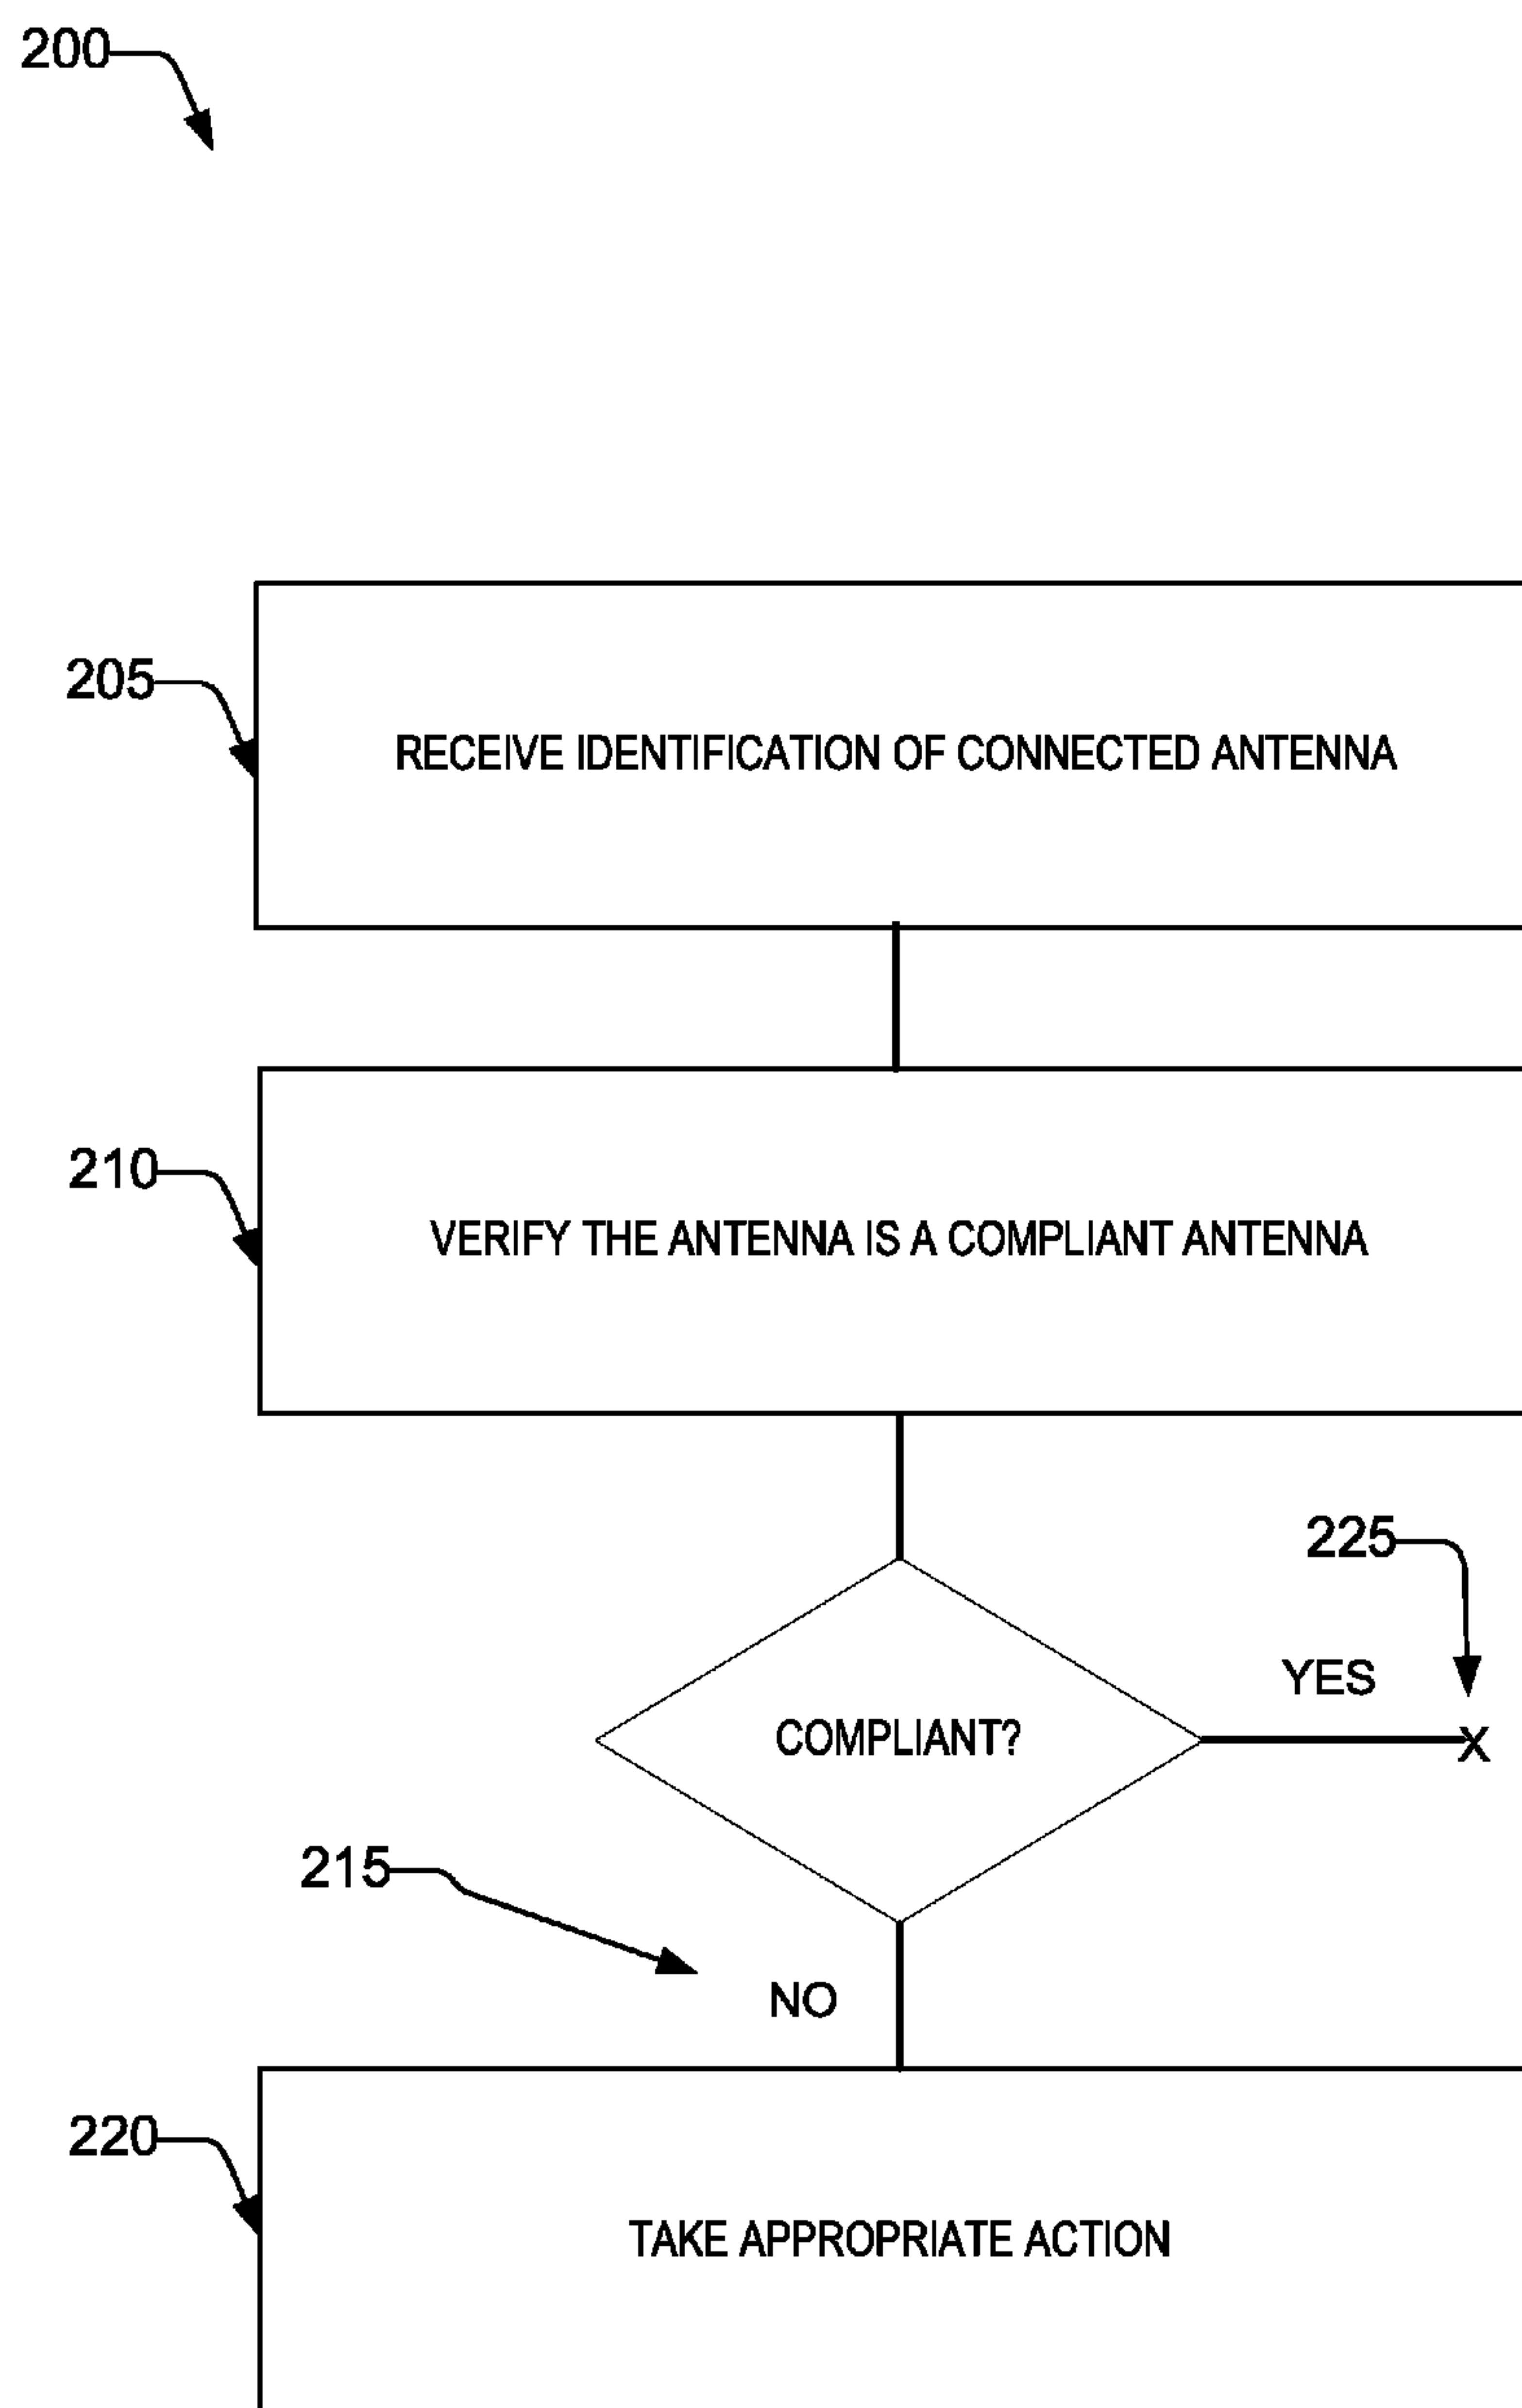 200
205
RECEIVE IDENTIFICATION OF CONNECTED ANTENNA
210
VERIFY THE ANTENNA IS A COMPLIANT ANTENNA
225
YES
COMPLIANT?
X
215
NO
220
TAKE APPROPRIATE ACTION